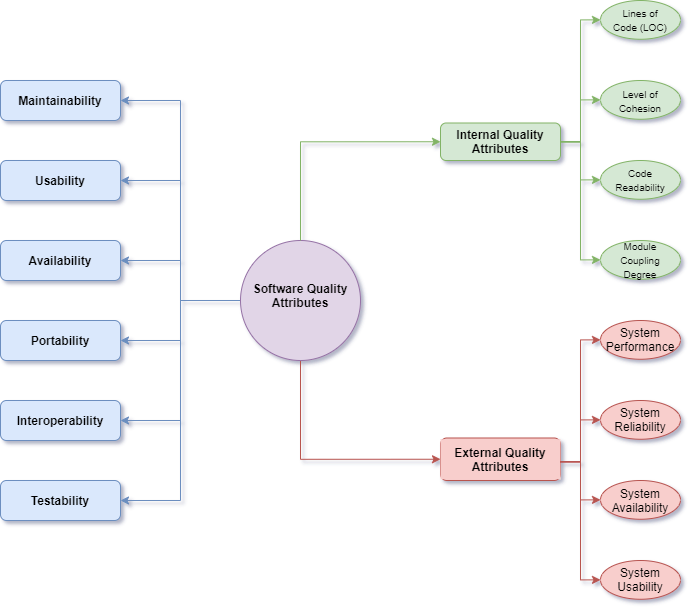 Maintainability
Usability
Availability
Portability
Interoperability
Testability
Software Quality
Attributes
Internal Quality
Attributes
Lines of
Code (LOC)
Level of
Cohesion
Code
Readability
Module
Coupling
Degree
External Quality
Attributes
System
Performance
System
Reliability
System
Availability
System
Usability